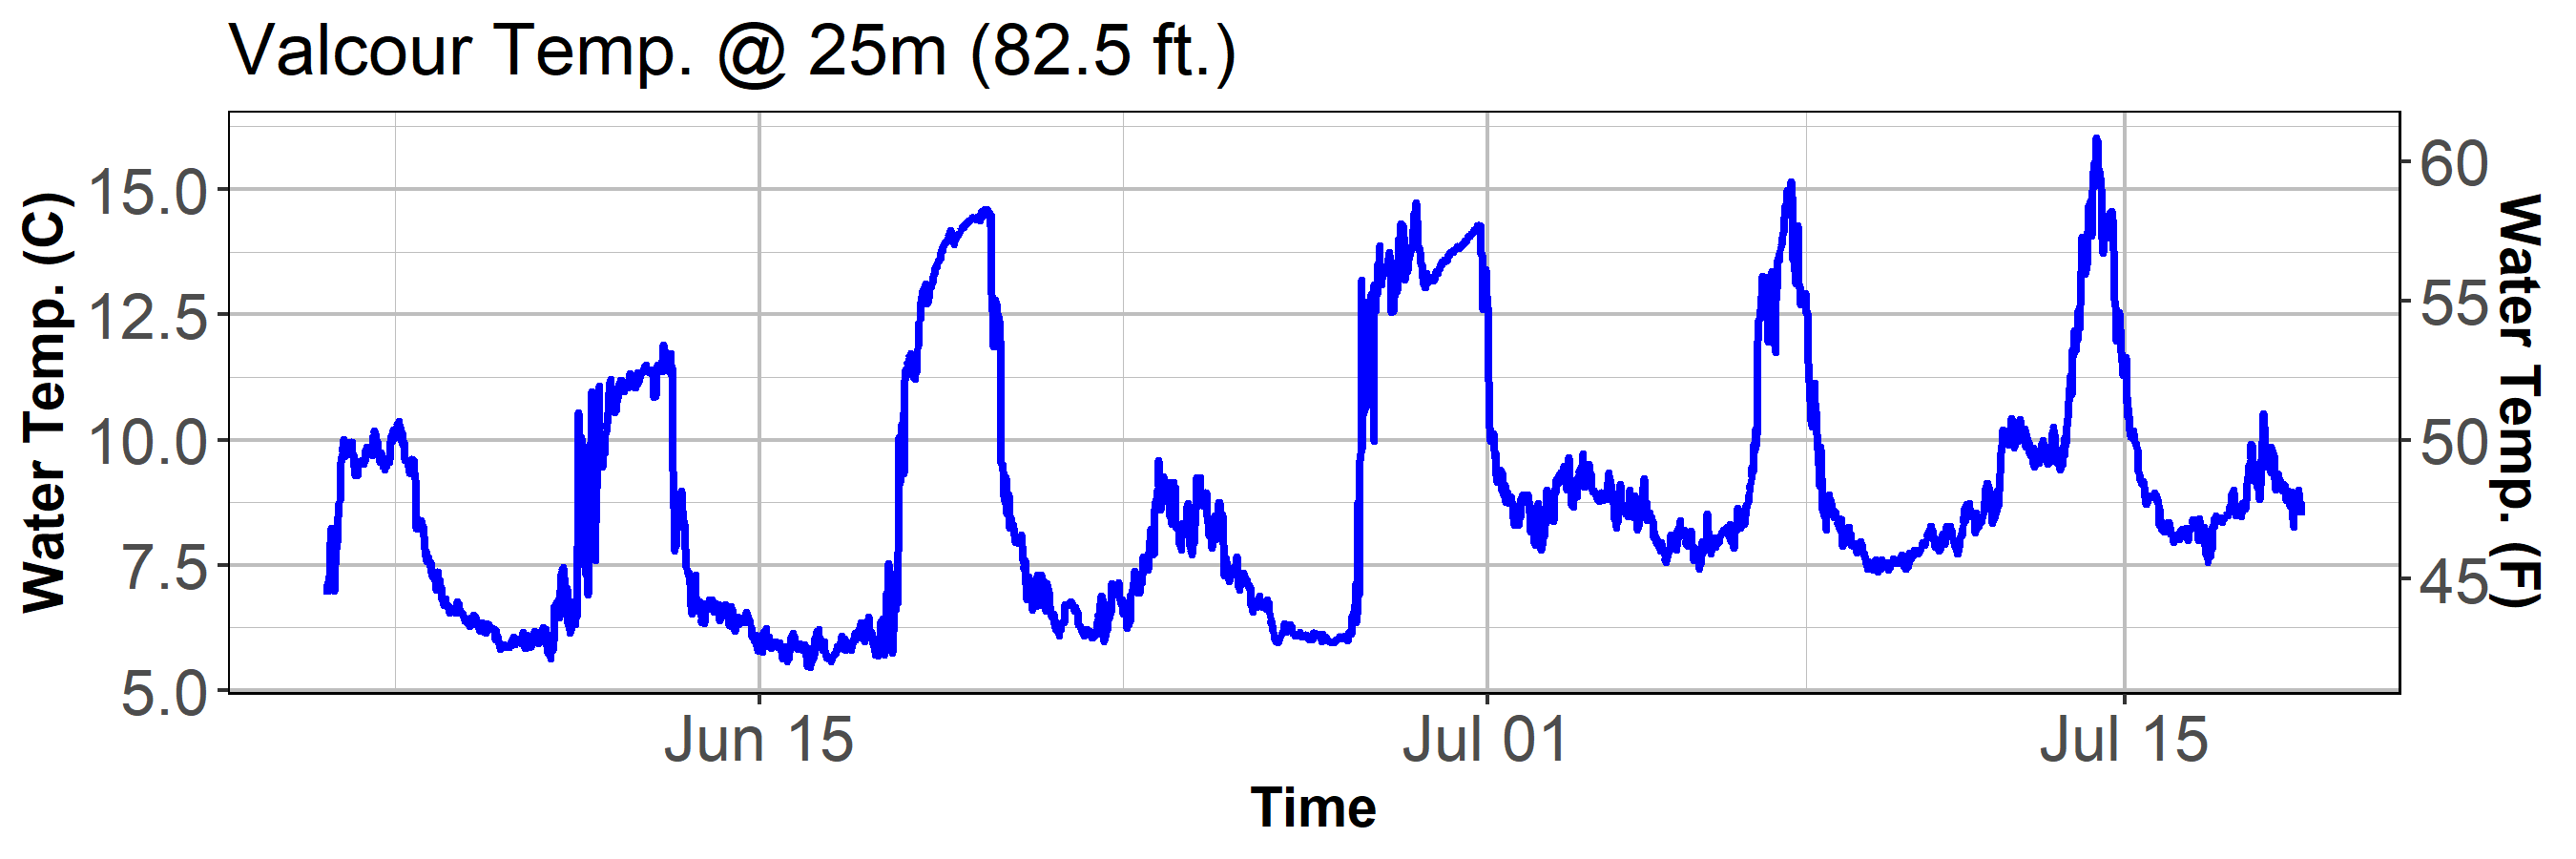 Valcour Temp. @ 25m (82.5 ft.)
Water Temp. (C)
15.0
12.5
10.0
7.5
5.0
60
55
50
45
Water Temp. (F)
Jun 15
Jul 01
Jul 15
Time